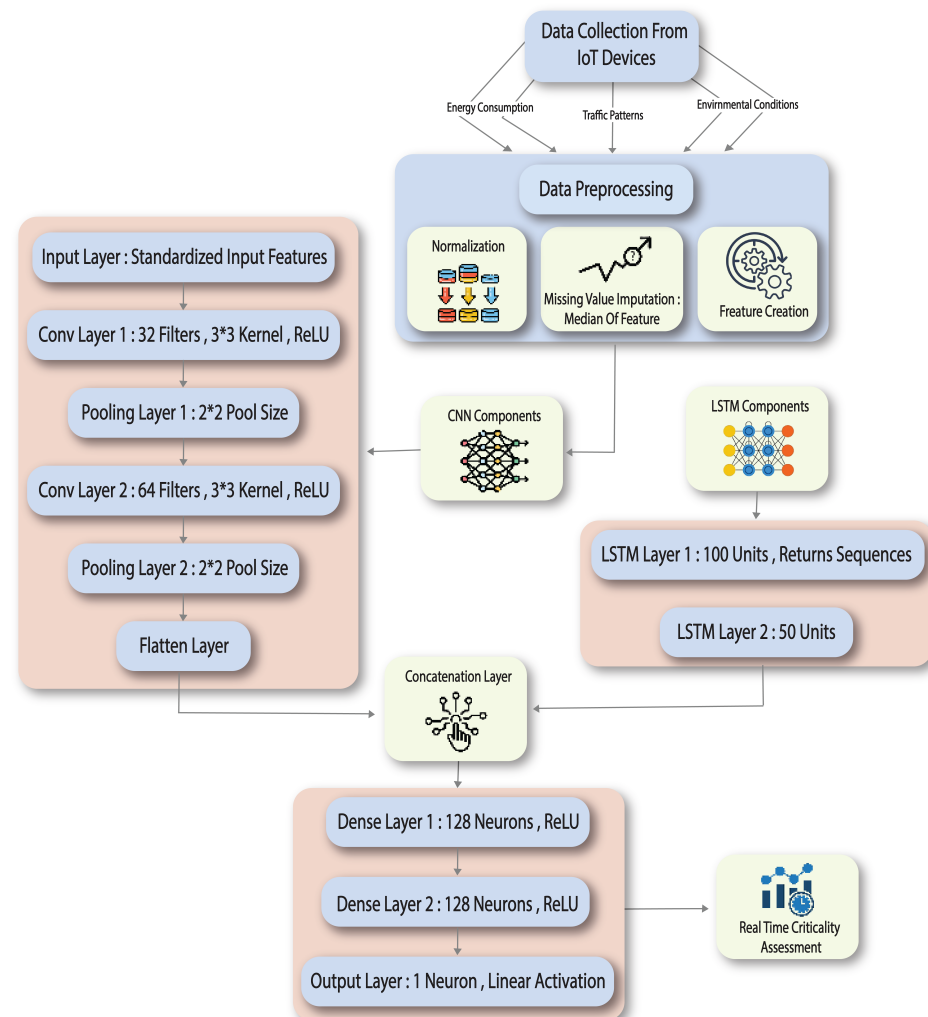 Data Collection From
IoT Devices
Energy Consumption
Traffic Patterns
Envirnmental Conditions
Data Preprocessing
Normalization
?
Missing Value Imputation :
Median Of Feature
Freature Creation
Input Layer : Standardized Input Features
Conv Layer 1 : 32 Filters , 3*3 Kernel , ReLU
Pooling Layer 1 : 2*2 Pool Size
Conv Layer 2 : 64 Filters , 3*3 Kernel , ReLU
Pooling Layer 2 : 2*2 Pool Size
Flatten Layer
CNN Components
LSTM Components
LSTM Layer 1 : 100 Units , Returns Sequences
LSTM Layer 2 : 50 Units
Concatenation Layer
Dense Layer 1 : 128 Neurons , ReLU
Dense Layer 2 : 128 Neurons , ReLU
Output Layer : 1 Neuron , Linear Activation
Real Time Criticality
Assessment